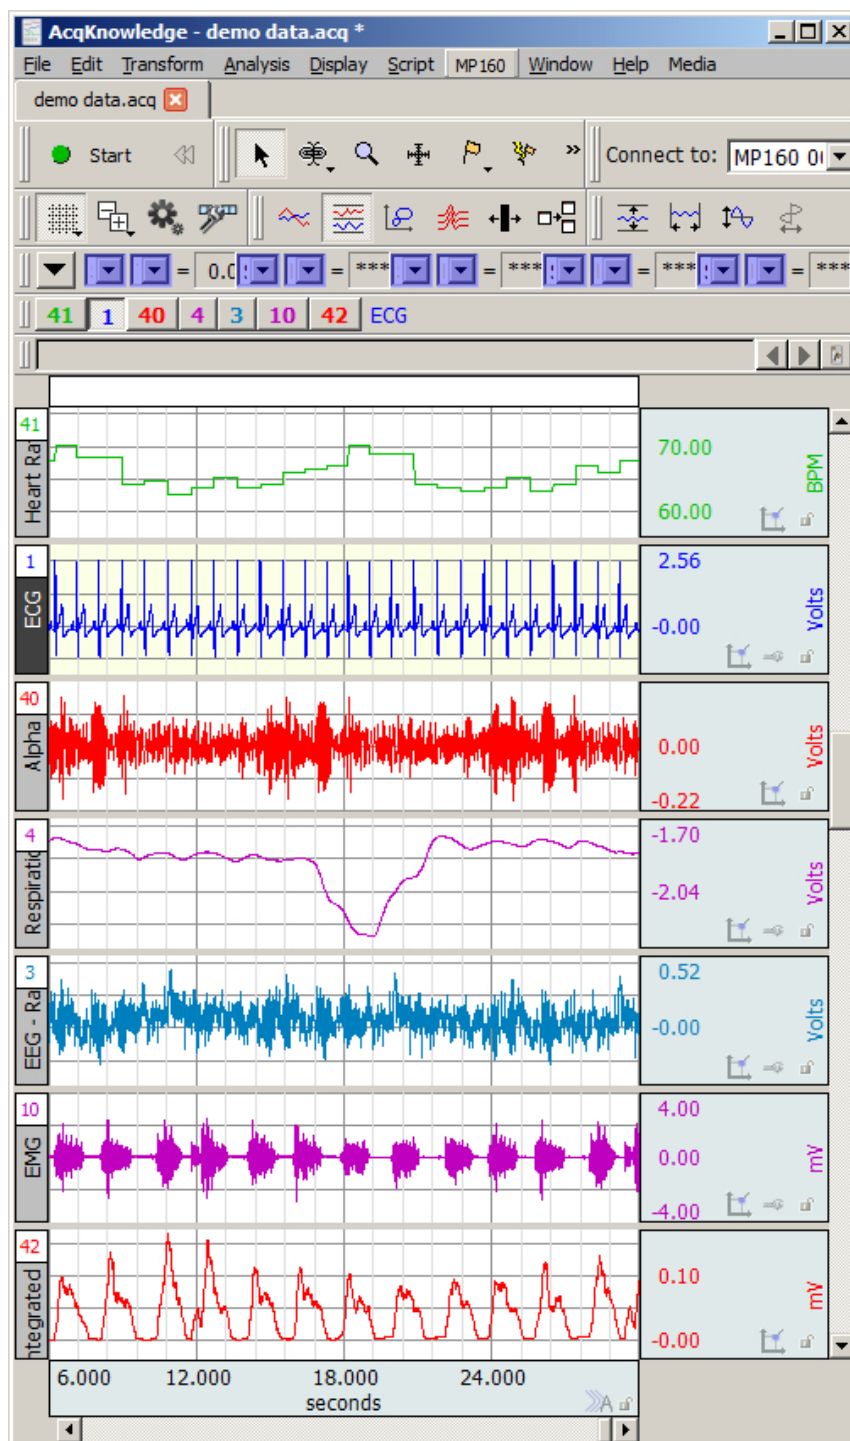 AcqKnowledge - demo data.acq *
File Edit Transform Analysis Display Script MP160 Window Help Media
demo data.acq
Start Connect to: MP160
= 0.0 = *** = *** = *** = ***
41 1 40 4 3 10 42 ECG
41
Heart Ra
70.00
60.00
BPM
1
ECG
2.56
-0.00
Volts
40
Alpha
0.00
-0.22
Volts
4
Respiratio
-1.70
-2.04
Volts
3
EEG - Ra
0.52
-0.00
Volts
10
EMG
4.00
0.00
-4.00
mV
42
ntegrated
0.10
-0.00
mV
6.000 12.000 18.000 24.000
seconds
A